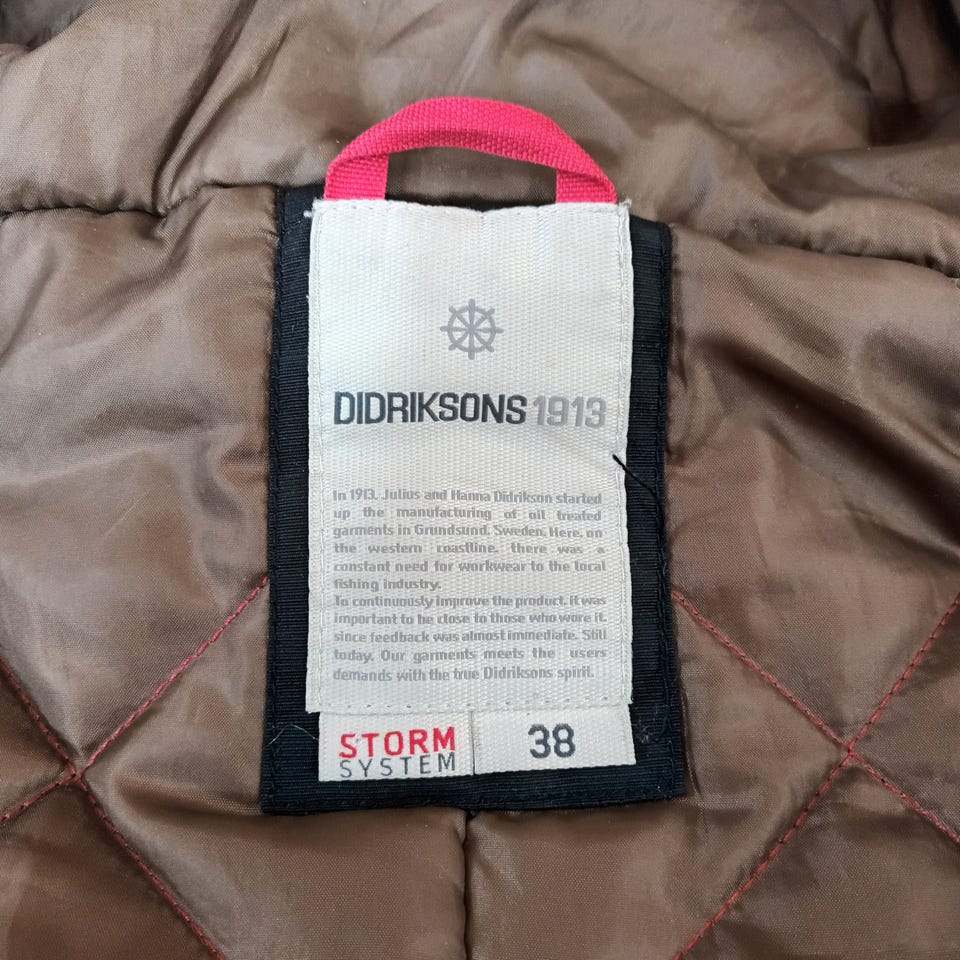 DIDRIKSONS 1913
In 1913, Julius and Hanna Didrikson started
up the manufacturing of oil treated
garments in Grundsund, Sweden. Here, on
the western coastline, there was a
constant need for workwear to the local
fishing industry.
To continuously improve the product, it was
important to be close to those who wore it,
since feedback was almost immediate. Still
today. Our garments meets the users
demands with the true Didriksons spirit.
STORM
SYSTEM
38